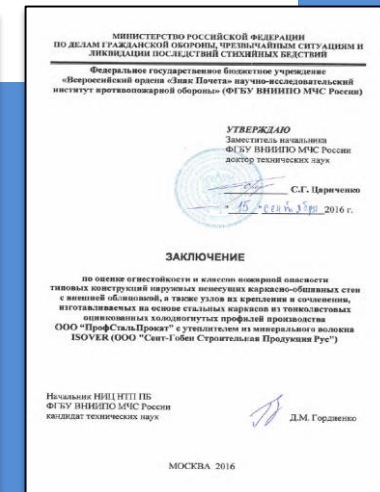 МИНИСТЕРСТВО РОССИЙСКОЙ ФЕДЕРАЦИИ
ПО ДЕЛАМ ГРАЖДАНСКОЙ ОБОРОНЫ, ЧРЕЗВЫЧАЙНЫМ СИТУАЦИЯМ И
ЛИКВИДАЦИИ ПОСЛЕДСТВИЙ СТИХИЙНЫХ БЕДСТВИЙ
Федеральное государственное бюджетное учреждение
«Всероссийский ордена «Знак Почета» научно-исследовательский
институт противопожарной обороны» (ФГБУ ВНИИПО МЧС России)
УТВЕРЖДАЮ
Заместитель начальника
ФГБУ ВНИИПО МЧС России
доктор технических наук
С.Г. Цариченко
" 15 " сентября 2016 г.
ЗАКЛЮЧЕНИЕ
по оценке огнестойкости и классов пожарной опасности
типовых конструкций наружных ненесущих каркасно-обшивных стен
с внешней облицовкой, а также узлов их крепления и сочленения,
изготавливаемых на основе стальных каркасов из тонколистовых
оцинкованных холодногнутых профилей производства
ООО "ПрофСтальПрокат" с утеплителем из минерального волокна
ISOVER (ООО "Сент-Гобен Строительная Продукция Рус")
Начальник НИЦ НТП ПБ
ФГБУ ВНИИПО МЧС России
кандидат технических наук
Д.М. Гордиенко
МОСКВА 2016